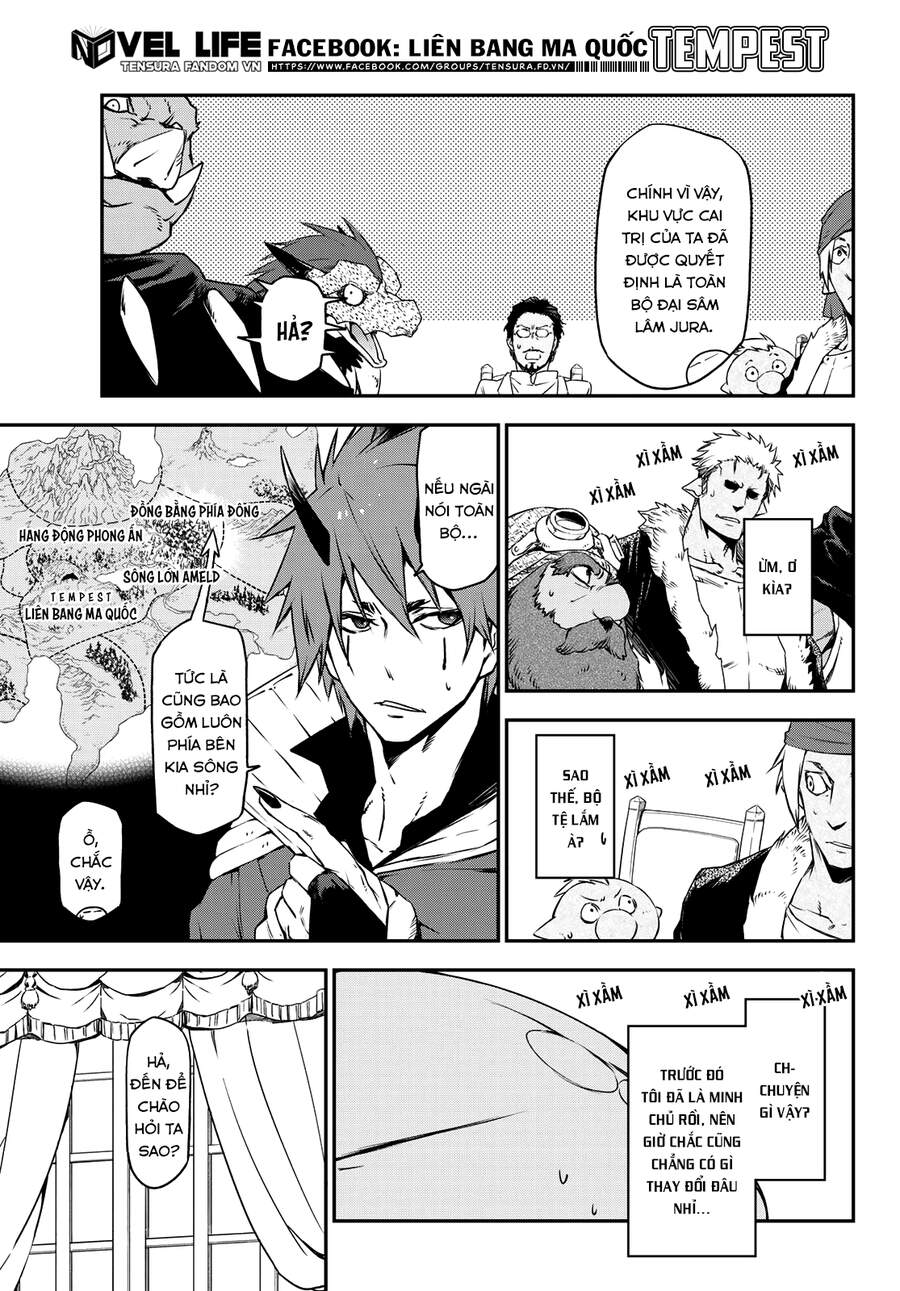 NOVEL LIFE
TENSURA FANDOM VN
FACEBOOK: LIÊN BANG MA QUỐC
HTTPS://WWW.FACEBOOK.COM/GROUPS/TENSURA.FD.VN/
TEMPEST
CHÍNH VÌ VẬY,
KHU VỰC CAI
TRỊ CỦA TA ĐÃ
ĐƯỢC QUYẾT
ĐỊNH LÀ TOÀN
BỘ ĐẠI SÂM
LÂM JURA.
HẢ?
XÌ XẦM
XÌ XẦM
XÌ XẦM
ỪM, Ơ
KÌA?
XÌ XẦM
XÌ XẦM
SAO
THẾ, BỘ
TỆ LẮM
À?
NẾU NGÀI
NÓI TOÀN
BỘ...
ĐỒNG BẰNG PHÍA ĐÔNG
HANG ĐỘNG PHONG ẤN
SÔNG LỚN AMELD
TEMPEST
LIÊN BANG MA QUỐC
TỨC LÀ
CŨNG BAO
GỒM LUÔN
PHÍA BÊN
KIA SÔNG
NHỈ?
Ồ,
CHẮC
VẬY.
XÌ XẦM
XÌ XẦM
XÌ XẦM
CH-
CHUYỆN
GÌ VẬY?
TRƯỚC ĐÓ
TÔI ĐÃ LÀ MINH
CHỦ RỒI, NÊN
GIỜ CHẮC CŨNG
CHẲNG CÓ GÌ
THAY ĐỔI ĐÂU
NHỈ...
HẢ,
ĐẾN ĐỂ
CHÀO
HỎI TA
SAO?